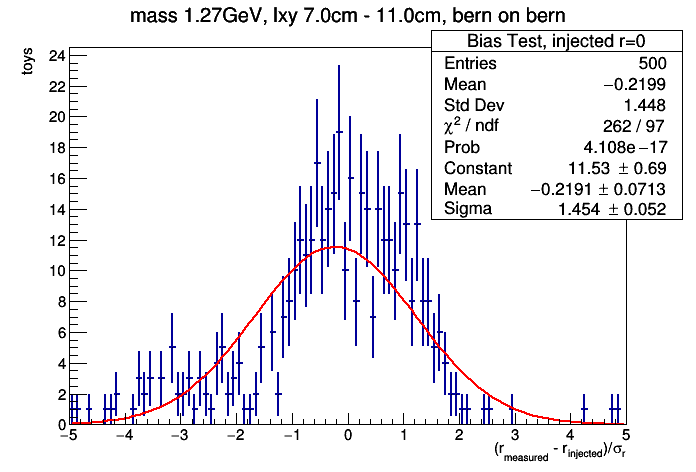 mass 1.27GeV, lxy 7.0cm - 11.0cm, bern on bern
Bias Test, injected r=0
Entries 500
Mean −0.2199
Std Dev 1.448
χ² / ndf 262 / 97
Prob 4.108e−17
Constant 11.53 ± 0.69
Mean −0.2191 ± 0.0713
Sigma 1.454 ± 0.052
toys
24
22
20
18
16
14
12
10
8
6
4
2
0
−5 −4 −3 −2 −1 0 1 2 3 4 5
(r_measured - r_injected)/σ_r